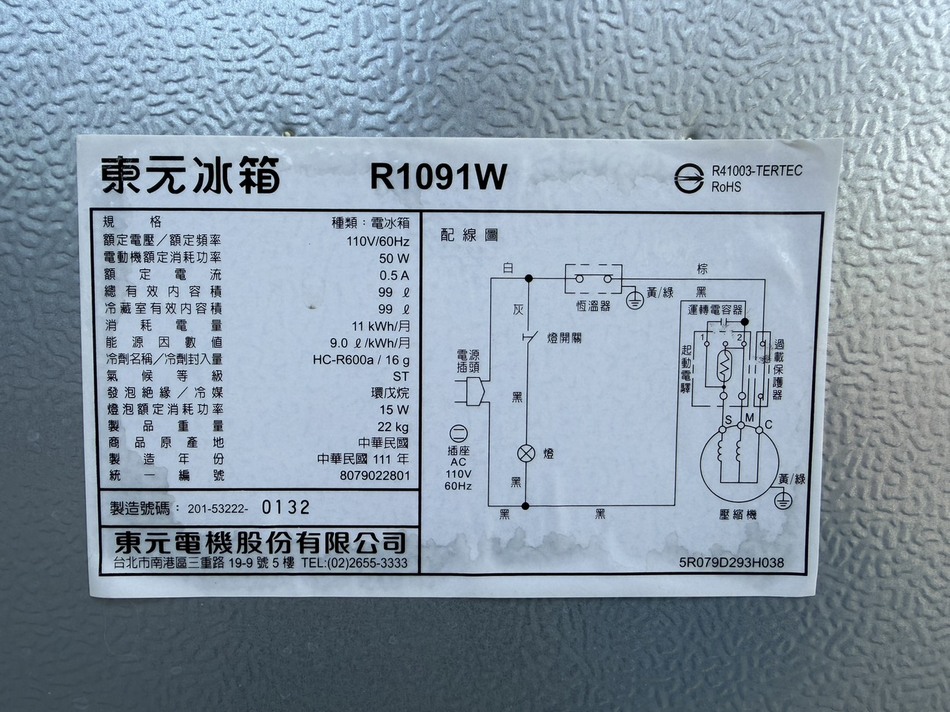 東元冰箱 R1091W R41003-TERTEC
RoHS
規格 種類：電冰箱
額定電壓／額定頻率 110V/60Hz
電動機額定消耗功率 50 W
額定電流 0.5 A
總有效內容積 99 ℓ
冷藏室有效內容積 99 ℓ
消耗電量 11 kWh/月
能源因數值 9.0 ℓ/kWh/月
冷劑名稱／冷劑封入量 HC-R600a / 16 g
氣候等級 ST
發泡絕緣／冷媒 環戊烷
燈泡額定消耗功率 15 W
製品重量 22 kg
商品原產地 中華民國
製造年份 中華民國 111 年
統一編號 8079022801
製造號碼：201-53222- 0132
東元電機股份有限公司
台北市南港區三重路 19-9 號 5 樓 TEL:(02)2655-3333
配線圖
白
棕
恆溫器
黃/綠
黑
灰
燈開關
運轉電容器
1
2
起動電驛
過載保護器
電源
插頭
黑
S
M
C
插座
AC
110V
60Hz
燈
黑
黃/綠
壓縮機
黑
黑
5R079D293H038